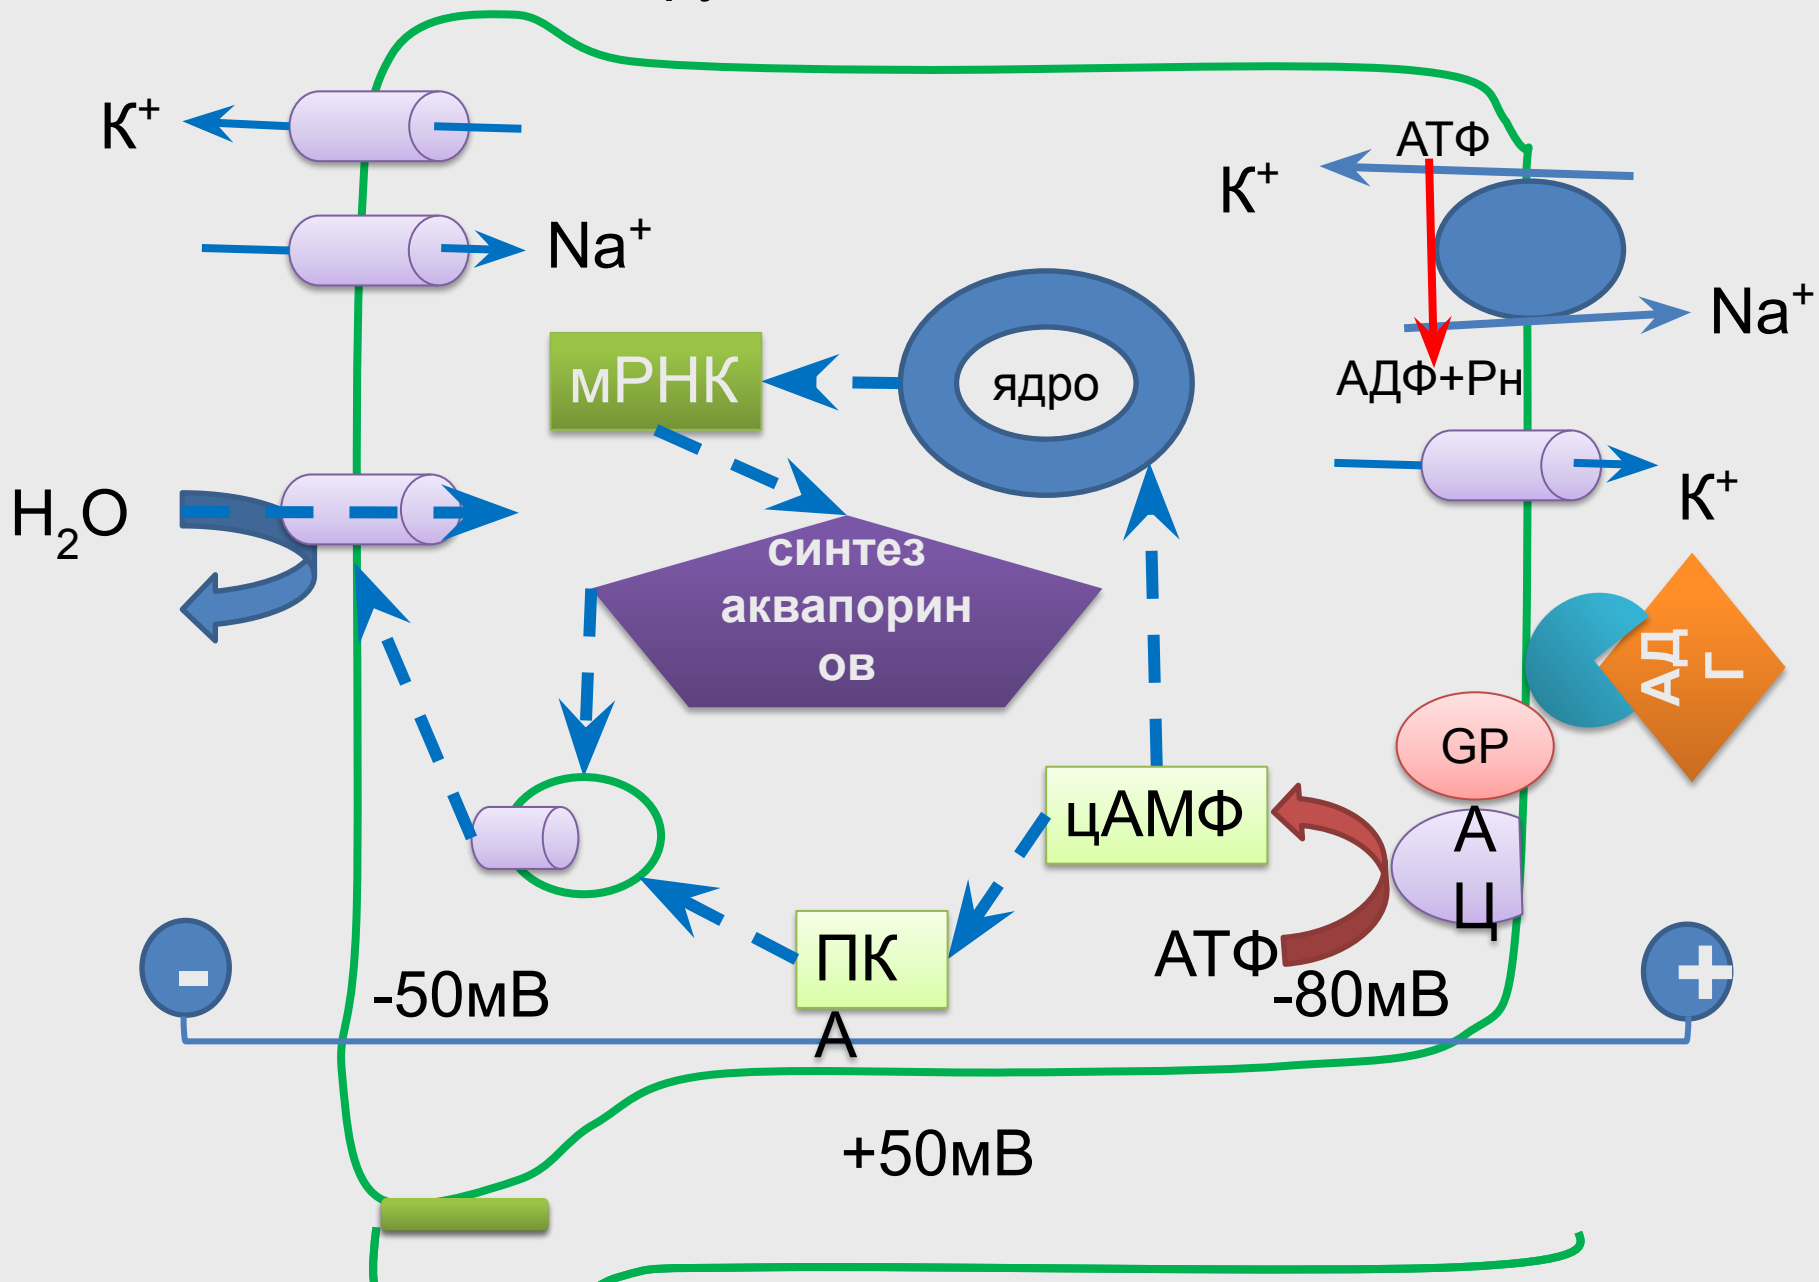 K⁺
Na⁺
АТФ
K⁺
Na⁺
АДФ+Рн
мРНК
ядро
K⁺
H₂O
синтез
аквапорин
ов
АД
Г
GP
А
Ц
цАМФ
АТФ
ПК
А
-
-50мВ
-80мВ
+
+50мВ